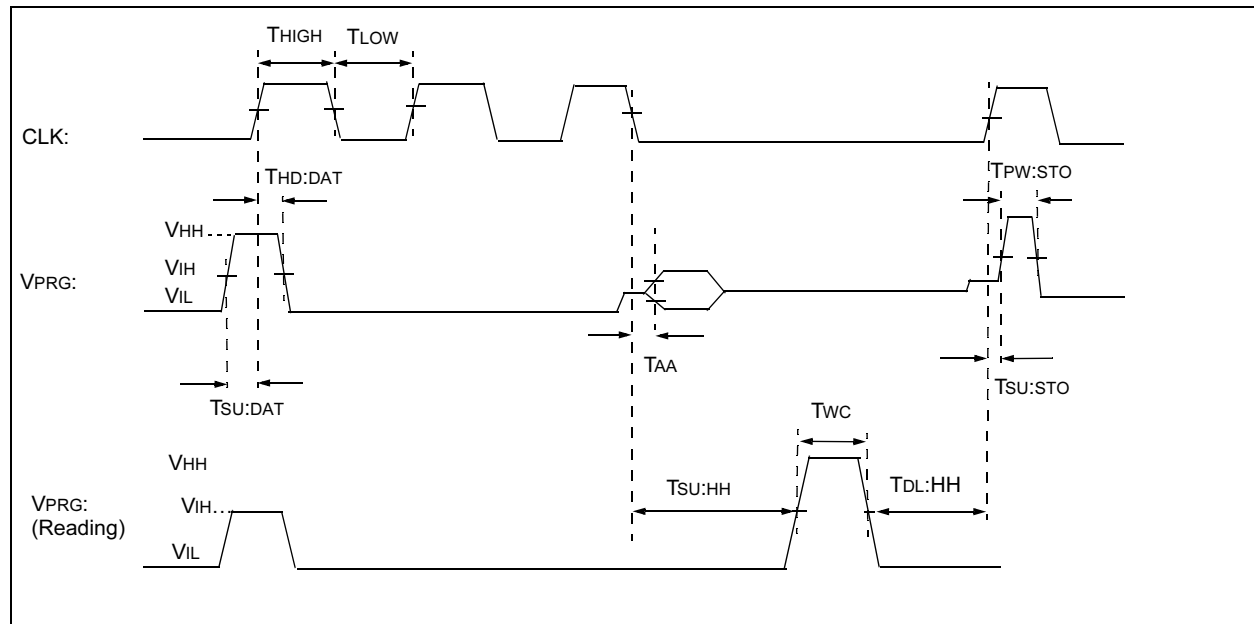 THIGH
TLOW
CLK:
THD:DAT
TPW:STO
VHH
VIH
VPRG:
VIL
TAA
TSU:STO
TSU:DAT
TWC
VHH
TSU:HH
TDL:HH
VPRG:
(Reading)
VIH
VIL